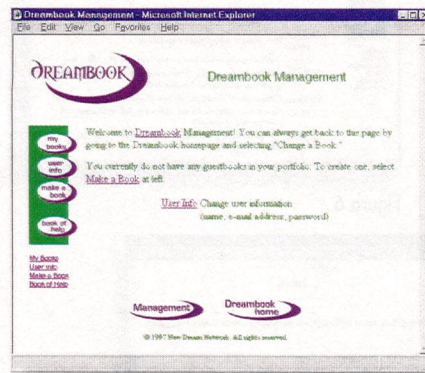 Dreambook Management - Microsoft Internet Explorer
File Edit View Go Favorites Help
DREAMBOOK
Dreambook Management
my
books
user
info
make a
book
book of
help
Welcome to Dreambook Management! You can always get back to the page by
going to the Dreambook homepage and selecting "Change a Book."
You currently do not have any guestbooks in your portfolio. To create one, select
Make a Book at left.
User Info Change user information
(name, e-mail address, password)
My Books
User Info
Make a Book
Book of Help
Management
Dreambook
home
© 1997 New Dream Network. All rights reserved.